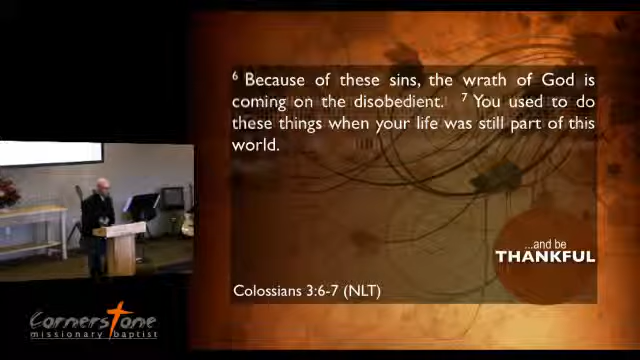 ⁶ Because of these sins, the wrath of God is
coming on the disobedient. ⁷ You used to do
these things when your life was still part of this
world.
...and be
THANKFUL
Colossians 3:6-7 (NLT)
Cornerstone
missionary baptist